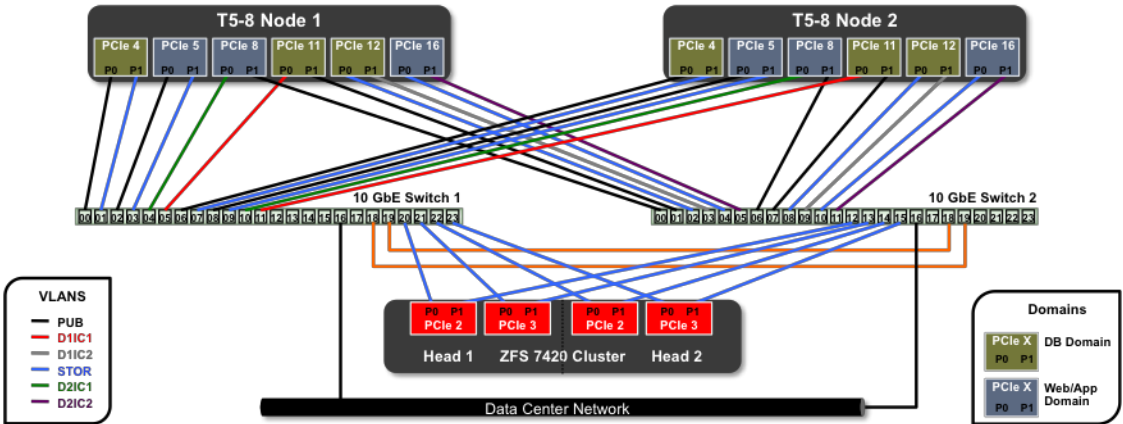 T5-8 Node 1
T5-8 Node 2
PCIe 4 PCIe 5 PCIe 8 PCIe 11 PCIe 12 PCIe 16
P0 P1 P0 P1 P0 P1 P0 P1 P0 P1 P0 P1
PCIe 4 PCIe 5 PCIe 8 PCIe 11 PCIe 12 PCIe 16
P0 P1 P0 P1 P0 P1 P0 P1 P0 P1 P0 P1
10 GbE Switch 1
10 GbE Switch 2
00 01 02 03 04 05 06 07 08 09 10 11 12 13 14 15 16 17 18 19 20 21 22 23
00 01 02 03 04 05 06 07 08 09 10 11 12 13 14 15 16 17 18 19 20 21 22 23
VLANS
PUB
D1IC1
D1IC2
STOR
D2IC1
D2IC2
P0 P1 P0 P1 P0 P1 P0 P1
PCIe 2 PCIe 3 PCIe 2 PCIe 3
Head 1 ZFS 7420 Cluster Head 2
Data Center Network
Domains
PCIe X
P0 P1
DB Domain
PCIe X
P0 P1
Web/App
Domain